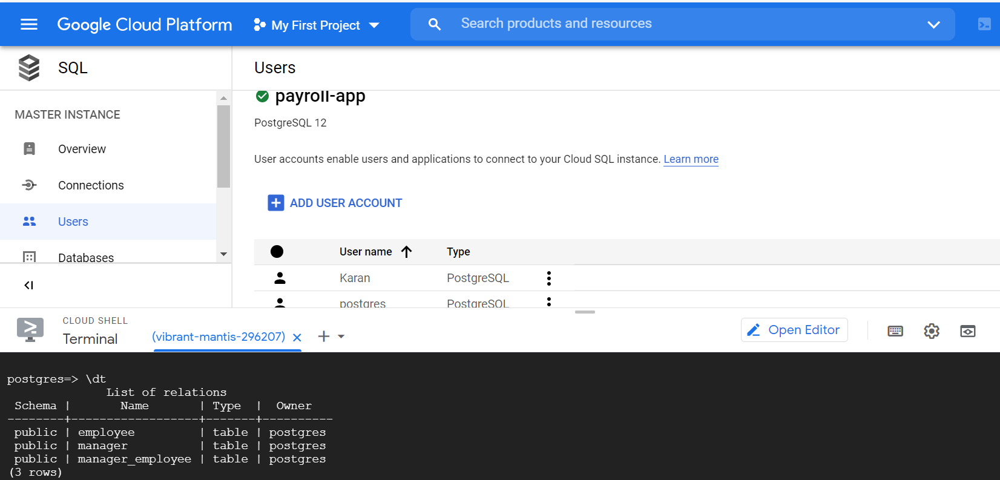 Google Cloud Platform My First Project Search products and resources
SQL Users
payroll-app
MASTER INSTANCE
PostgreSQL 12
Overview
User accounts enable users and applications to connect to your Cloud SQL instance. Learn more
Connections
ADD USER ACCOUNT
Users
User name Type
Databases
Karan PostgreSQL
postgres PostgreSQL
CLOUD SHELL
Terminal (vibrant-mantis-296207) Open Editor
postgres=> \dt
List of relations
Schema | Name | Type | Owner
--------+------------------+-------+----------
public | employee | table | postgres
public | manager | table | postgres
public | manager_employee | table | postgres
(3 rows)